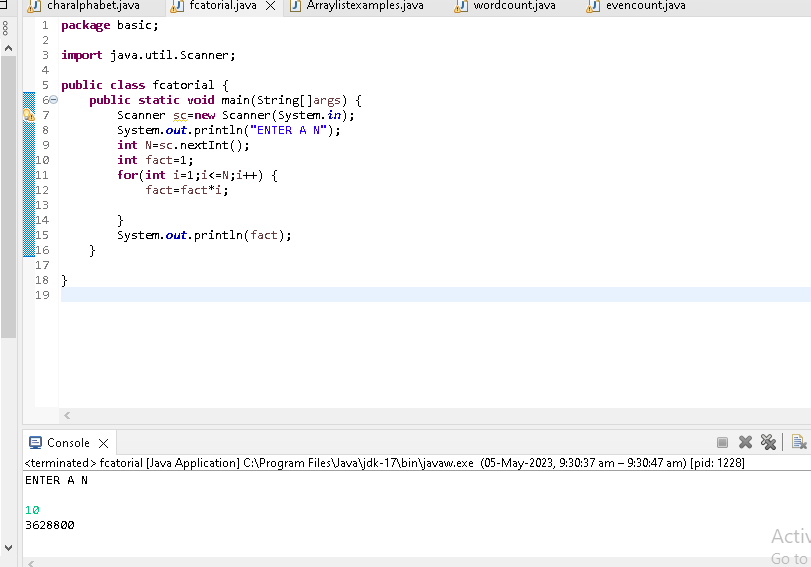 charalphabet.java fcatorial.java Arraylistexamples.java wordcount.java evencount.java
1 package basic;
2
3 import java.util.Scanner;
4
5 public class fcatorial {
6 public static void main(String[]args) {
7 Scanner sc=new Scanner(System.in);
8 System.out.println("ENTER A N");
9 int N=sc.nextInt();
10 int fact=1;
11 for(int i=1;i<=N;i++) {
12 fact=fact*i;
13
14 }
15 System.out.println(fact);
16 }
17
18 }
19
Console
<terminated> fcatorial [Java Application] C:\Program Files\Java\jdk-17\bin\javaw.exe (05-May-2023, 9:30:37 am – 9:30:47 am) [pid: 1228]
ENTER A N
10
3628800
Activ
Go to